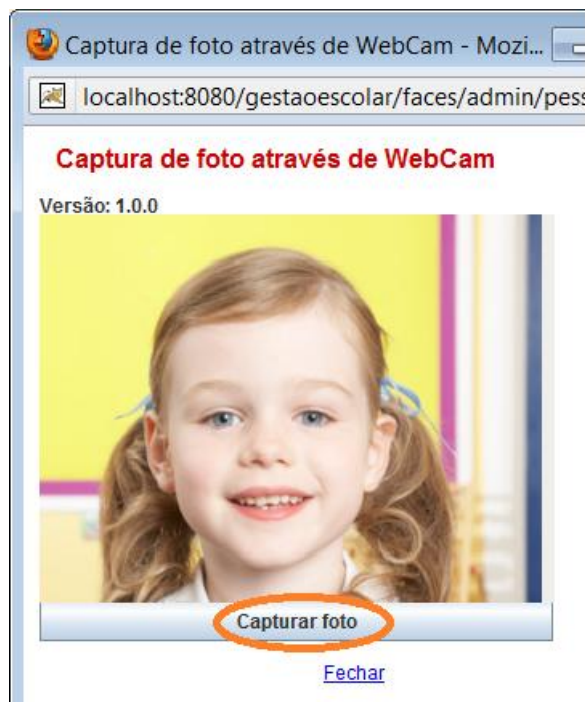 Captura de foto através de WebCam - Mozi...
localhost:8080/gestaoescolar/faces/admin/pess
Captura de foto através de WebCam
Versão: 1.0.0
Capturar foto
Fechar